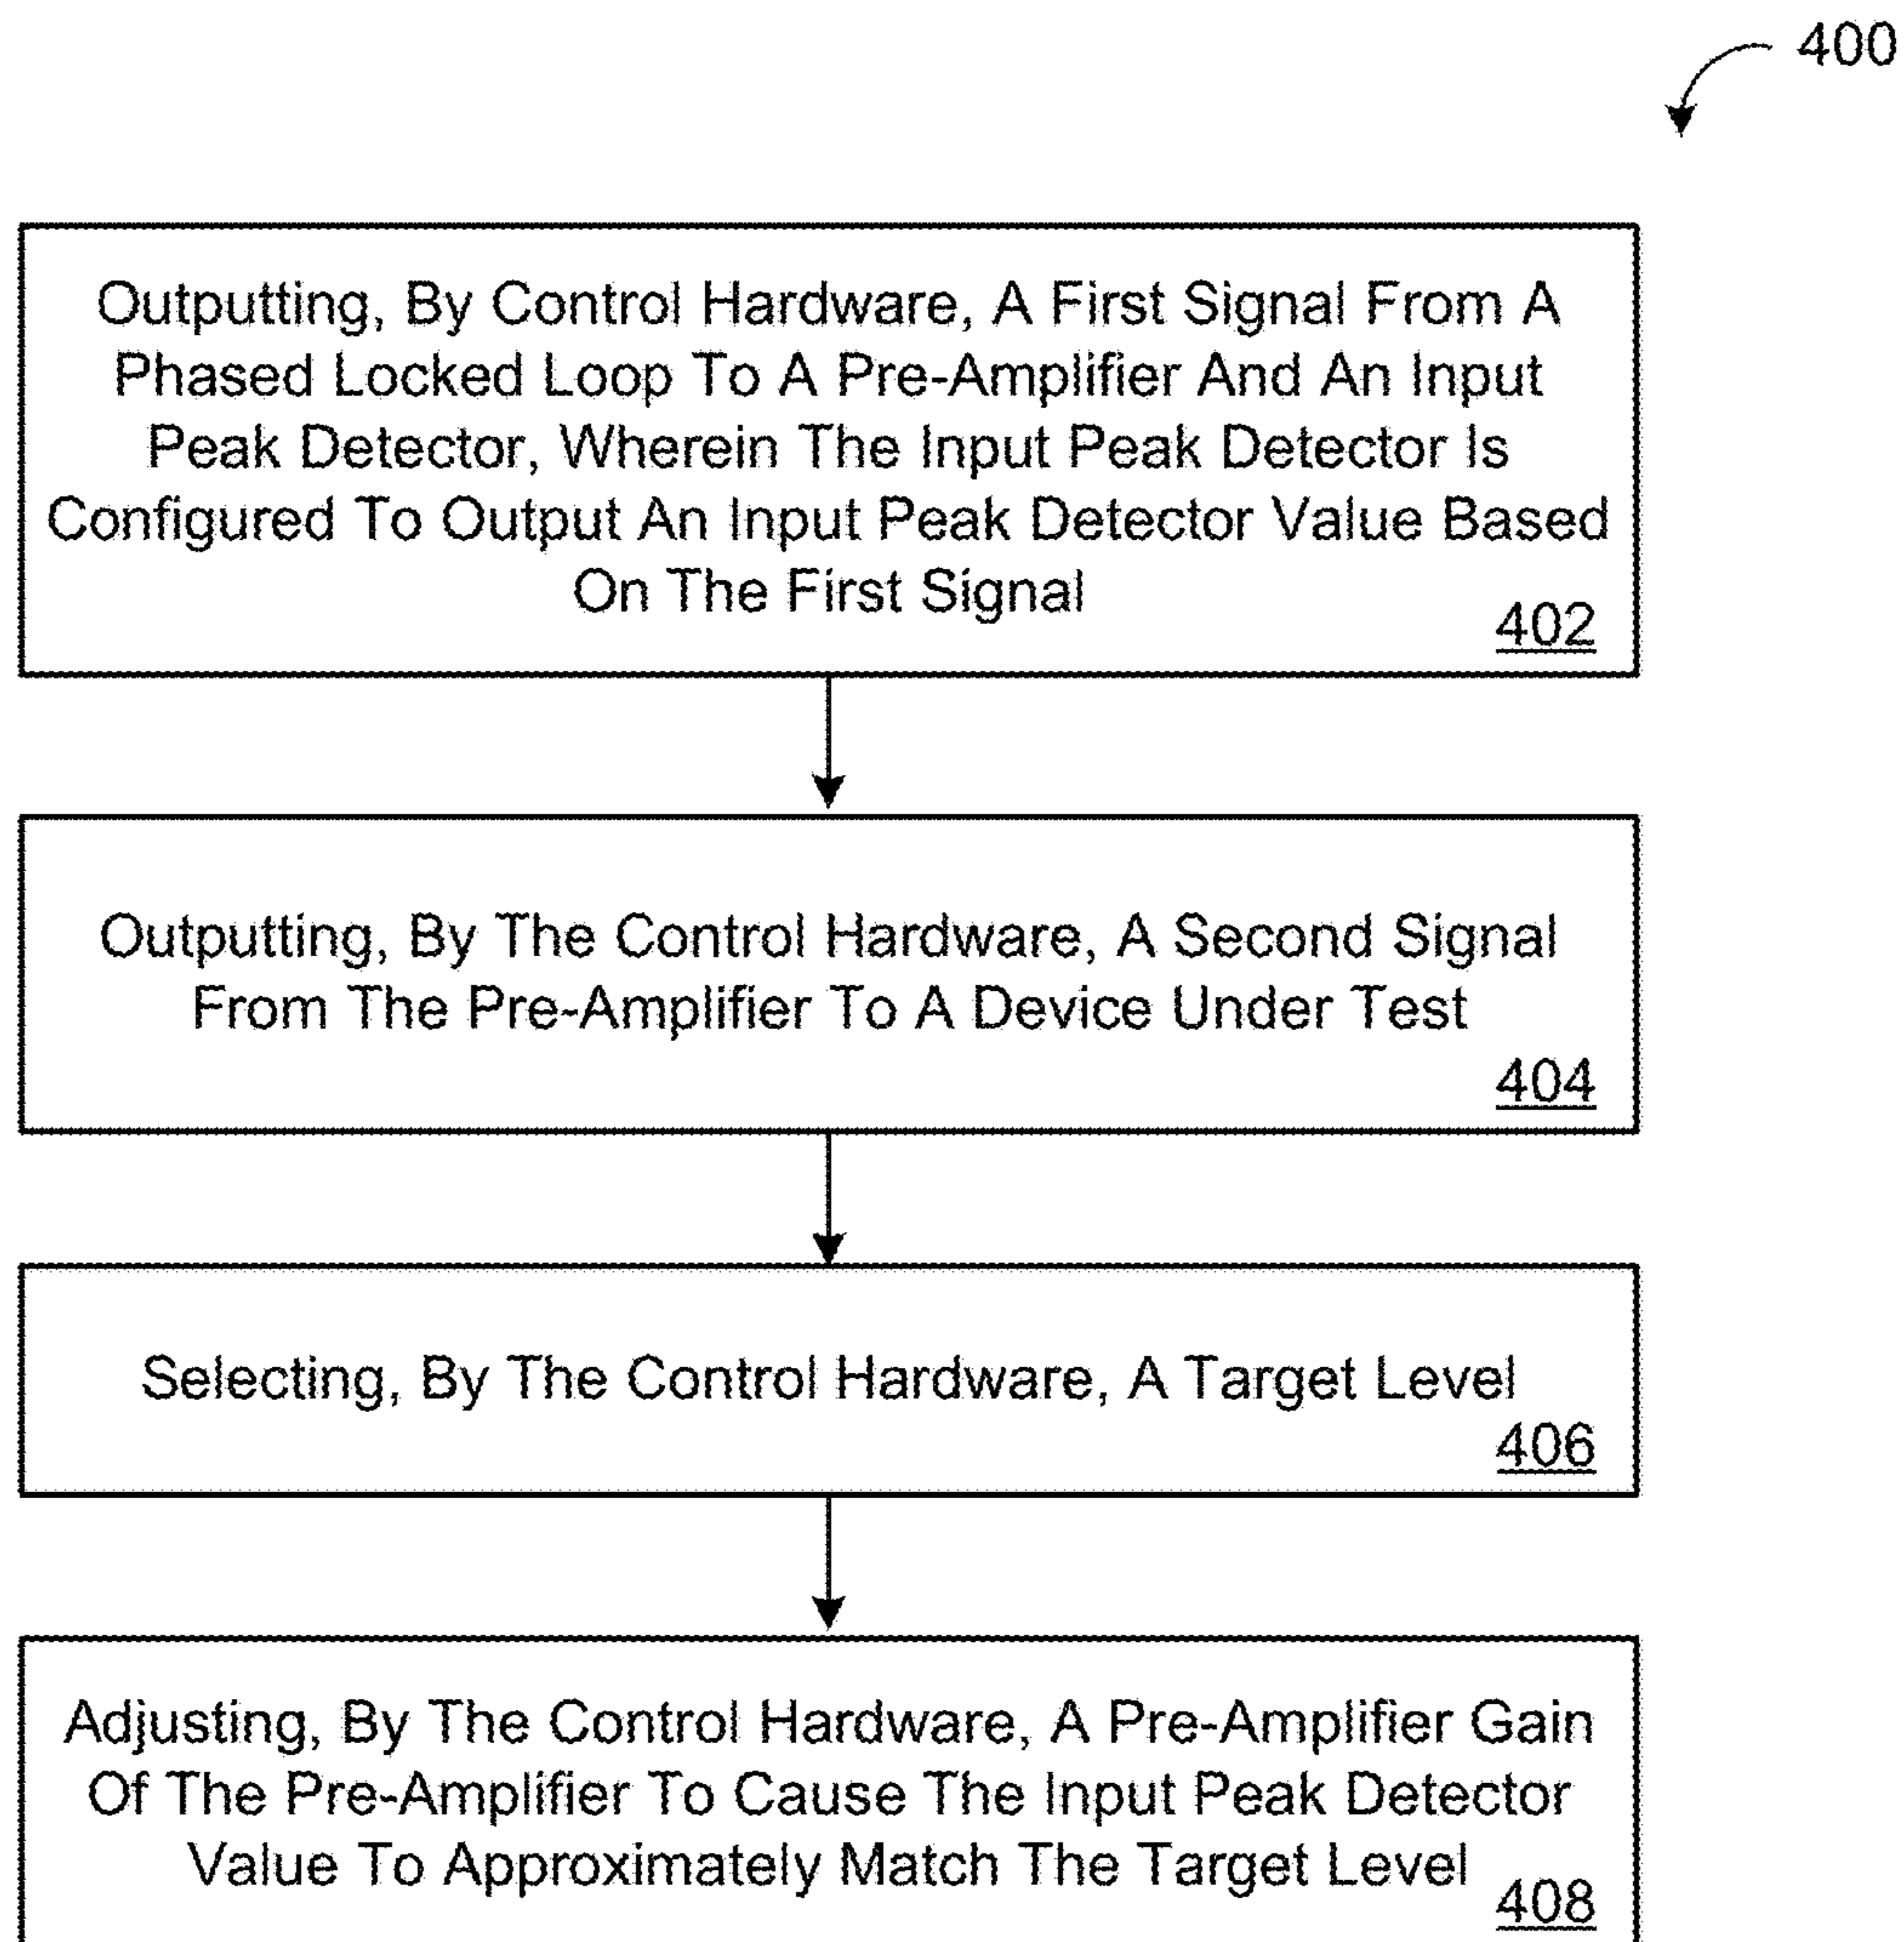 400
Outputting, By Control Hardware, A First Signal From A
Phased Locked Loop To A Pre-Amplifier And An Input
Peak Detector, Wherein The Input Peak Detector Is
Configured To Output An Input Peak Detector Value Based
On The First Signal
402
Outputting, By The Control Hardware, A Second Signal
From The Pre-Amplifier To A Device Under Test
404
Selecting, By The Control Hardware, A Target Level
406
Adjusting, By The Control Hardware, A Pre-Amplifier Gain
Of The Pre-Amplifier To Cause The Input Peak Detector
Value To Approximately Match The Target Level
408